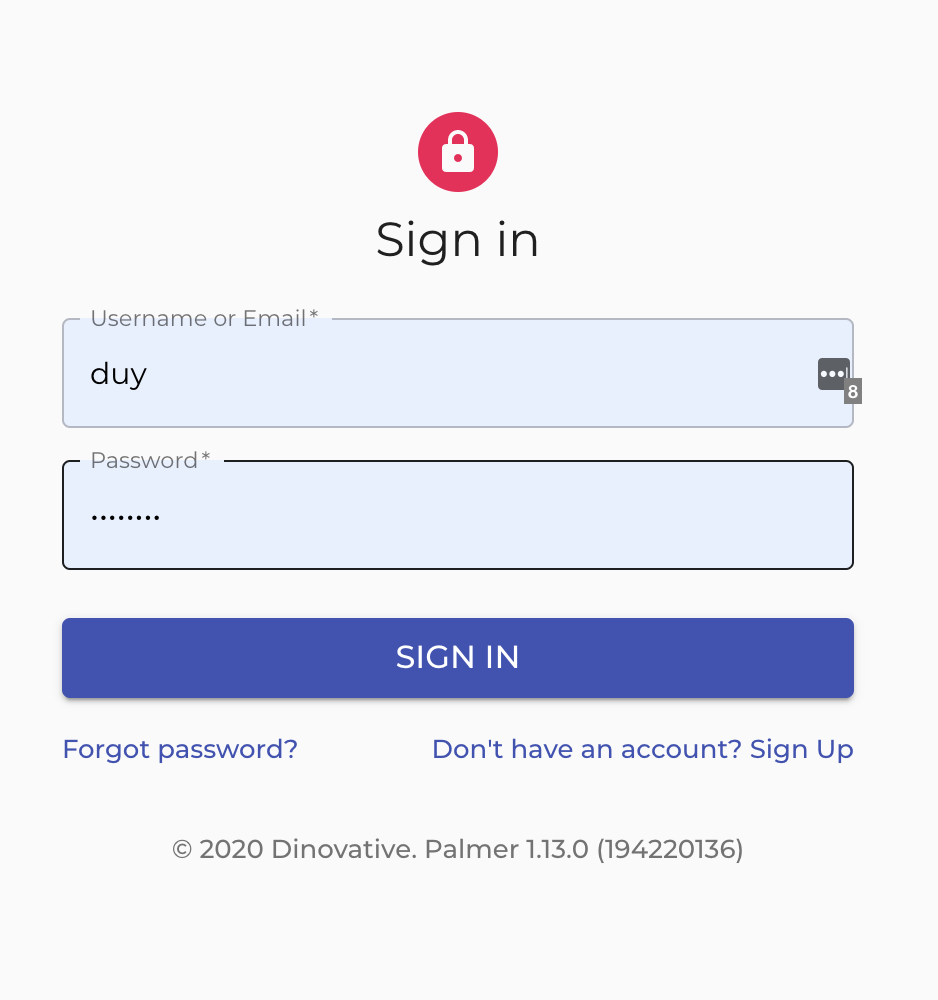 Sign in
Username or Email *
duy
8
Password *
••••••••
SIGN IN
Forgot password?
Don't have an account? Sign Up
© 2020 Dinovative. Palmer 1.13.0 (194220136)